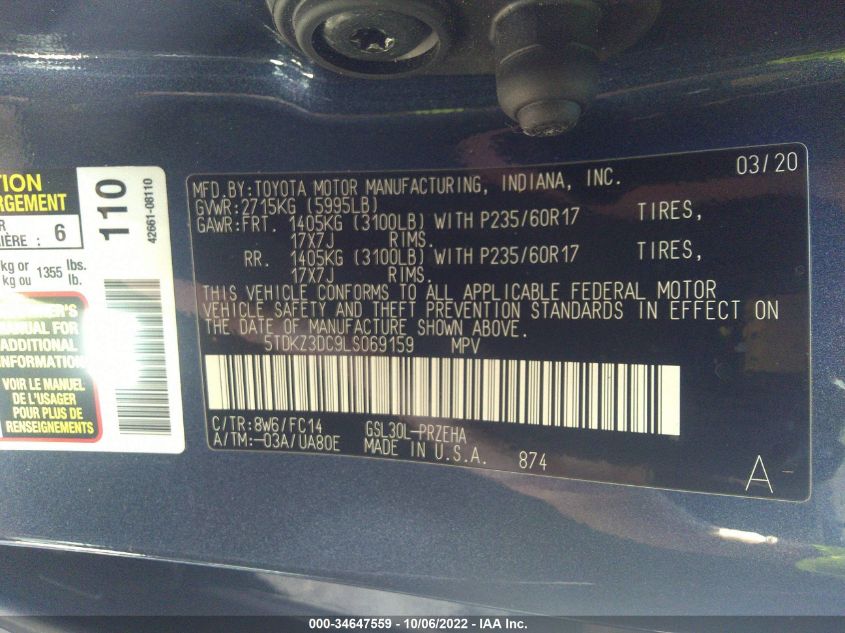 TION
RGEMENT
R
IÈRE : 6
kg or 1355 lbs.
kg ou lb.
ER'S
MANUAL FOR
ADDITIONAL
INFORMATION
VOIR LE MANUEL
DE L'USAGER
POUR PLUS DE
RENSEIGNEMENTS
110
42661-08110
03/20
MFD.BY:TOYOTA MOTOR MANUFACTURING, INDIANA, INC.
GVWR:2715KG (5995LB)
GAWR:FRT. 1405KG (3100LB) WITH P235/60R17 TIRES,
17X7J RIMS.
RR. 1405KG (3100LB) WITH P235/60R17 TIRES,
17X7J RIMS.
THIS VEHICLE CONFORMS TO ALL APPLICABLE FEDERAL MOTOR
VEHICLE SAFETY AND THEFT PREVENTION STANDARDS IN EFFECT ON
THE DATE OF MANUFACTURE SHOWN ABOVE.
5TDKZ3DC9LS069159 MPV
C/TR:8W6/FC14 GSL30L-PRZEHA
A/TM:-03A/UA80E MADE IN U.S.A. 874
A
000-34647559 - 10/06/2022 - IAA Inc.